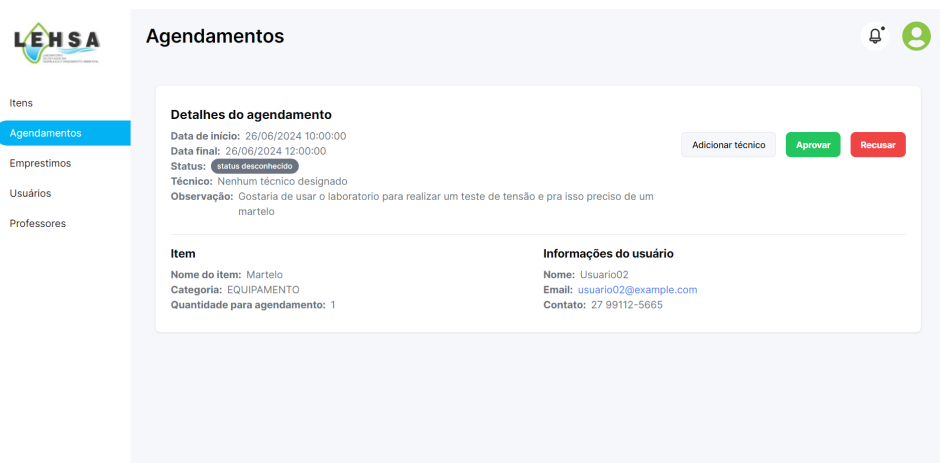 LEHSA
Agendamentos
Itens
Agendamentos
Emprestimos
Usuários
Professores
Detalhes do agendamento
Data de início: 26/06/2024 10:00:00
Data final: 26/06/2024 12:00:00
Status: status desconhecido
Técnico: Nenhum técnico designado
Observação: Gostaria de usar o laboratorio para realizar um teste de tensão e pra isso preciso de um
martelo
Adicionar técnico Aprovar Recusar
Item
Nome do item: Martelo
Categoria: EQUIPAMENTO
Quantidade para agendamento: 1
Informações do usuário
Nome: Usuario02
Email: usuario02@example.com
Contato: 27 99112-5665